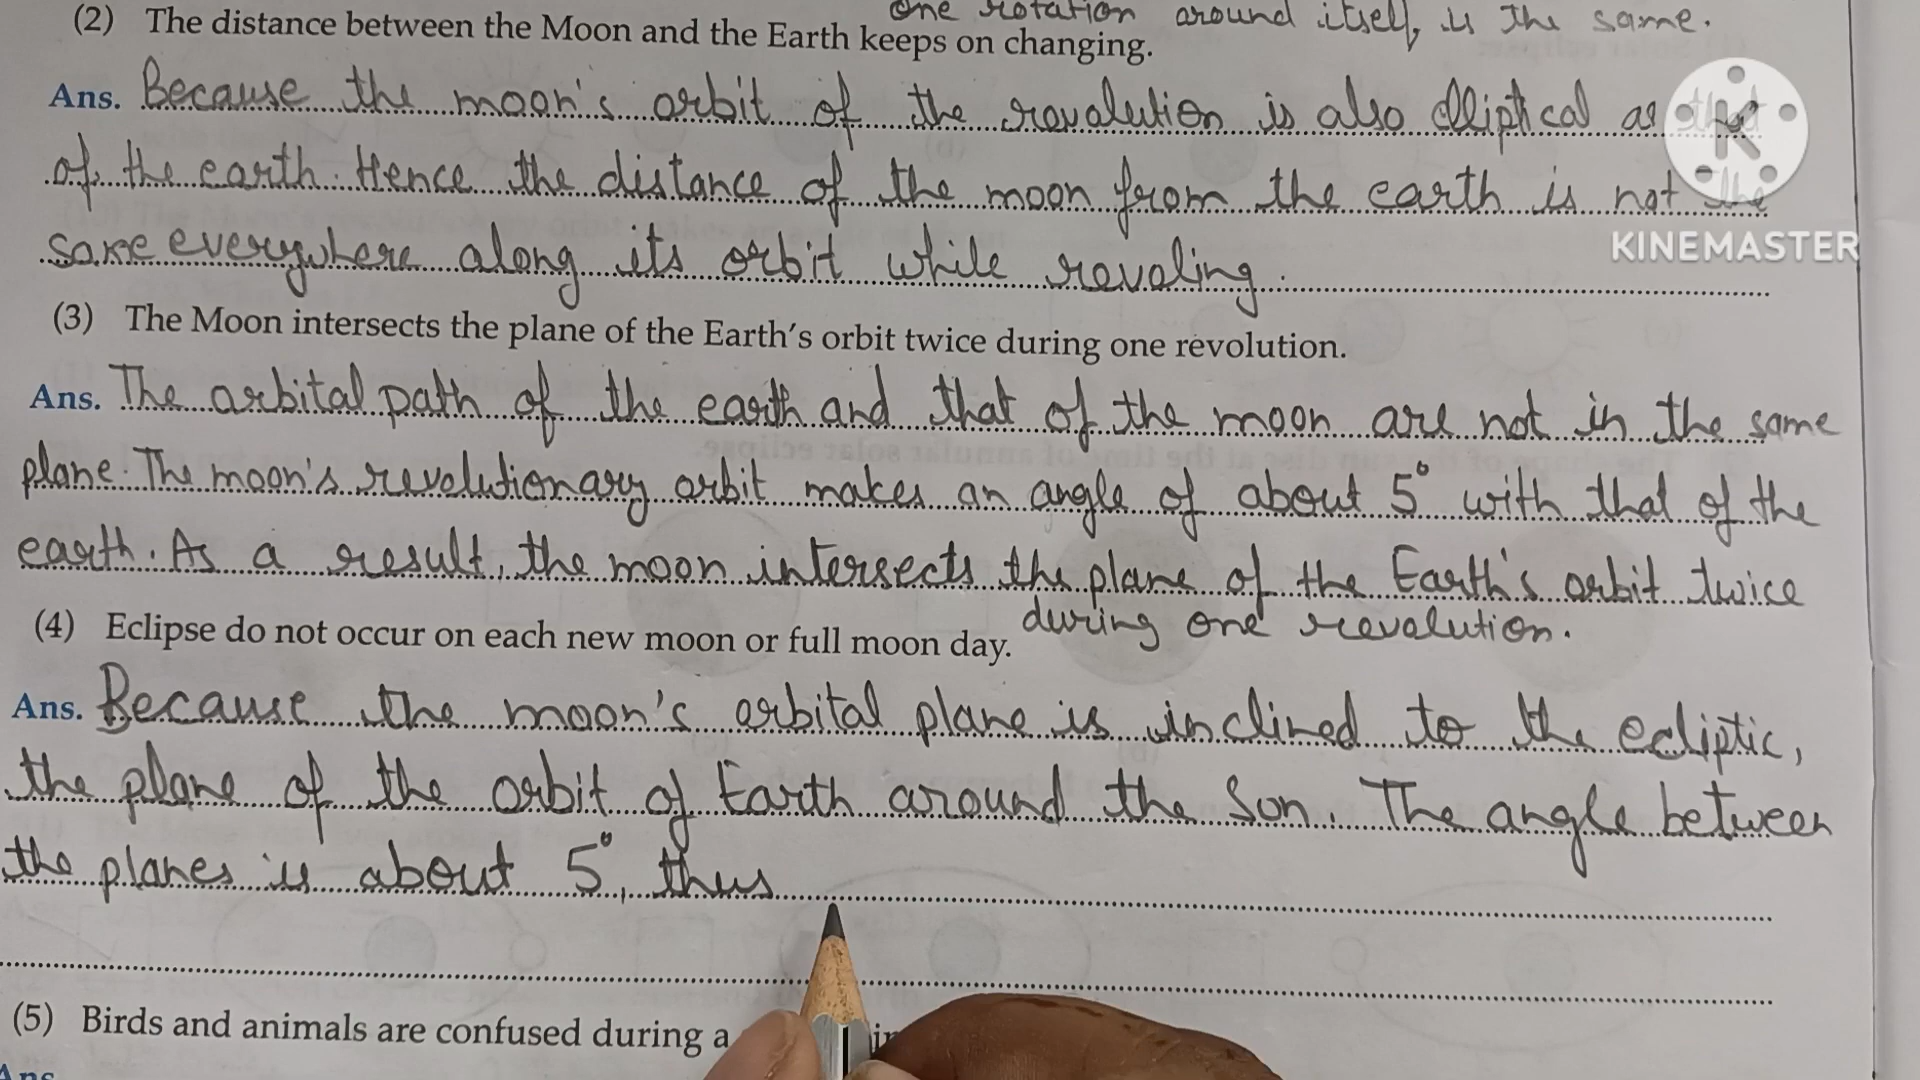 one rotation around itself, is the same.
(2) The distance between the Moon and the Earth keeps on changing.
Ans. Because the moon's orbit of the revalution is also elliptical as that
of the earth. Hence the distance of the moon from the earth is not the
same everywhere along its orbit while revoling.
KINEMASTER
(3) The Moon intersects the plane of the Earth's orbit twice during one revolution.
Ans. The orbital path of the earth and that of the moon are not in the same
plane. The moon's revolutionary orbit makes an angle of about 5° with that of the
earth. As a result, the moon intersects the plane of the Earth's orbit twice
during one revolution.
(4) Eclipse do not occur on each new moon or full moon day.
Ans. Because the moon's orbital plane is inclined to the ecliptic,
the plane of the orbit of Earth around the Son. The angle between
the planes is about 5°, thus
(5) Birds and animals are confused during a
Ans.